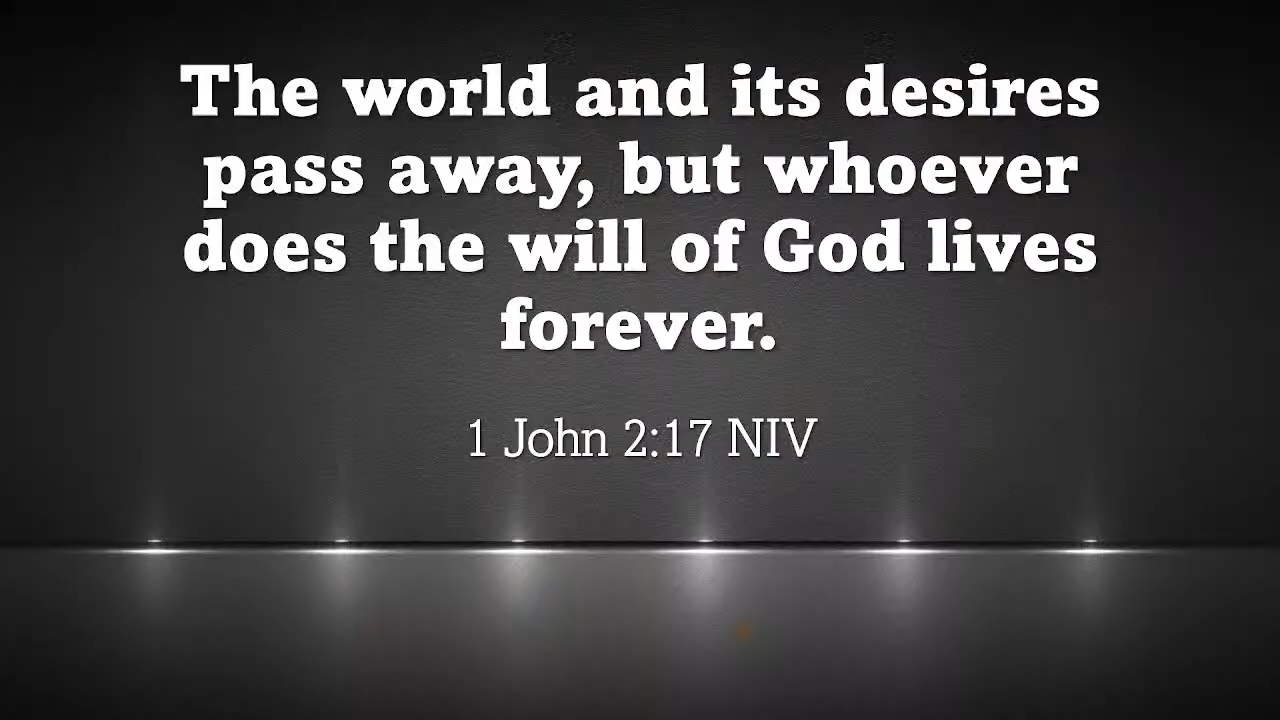 The world and its desires
pass away, but whoever
does the will of God lives
forever.
1 John 2:17 NIV